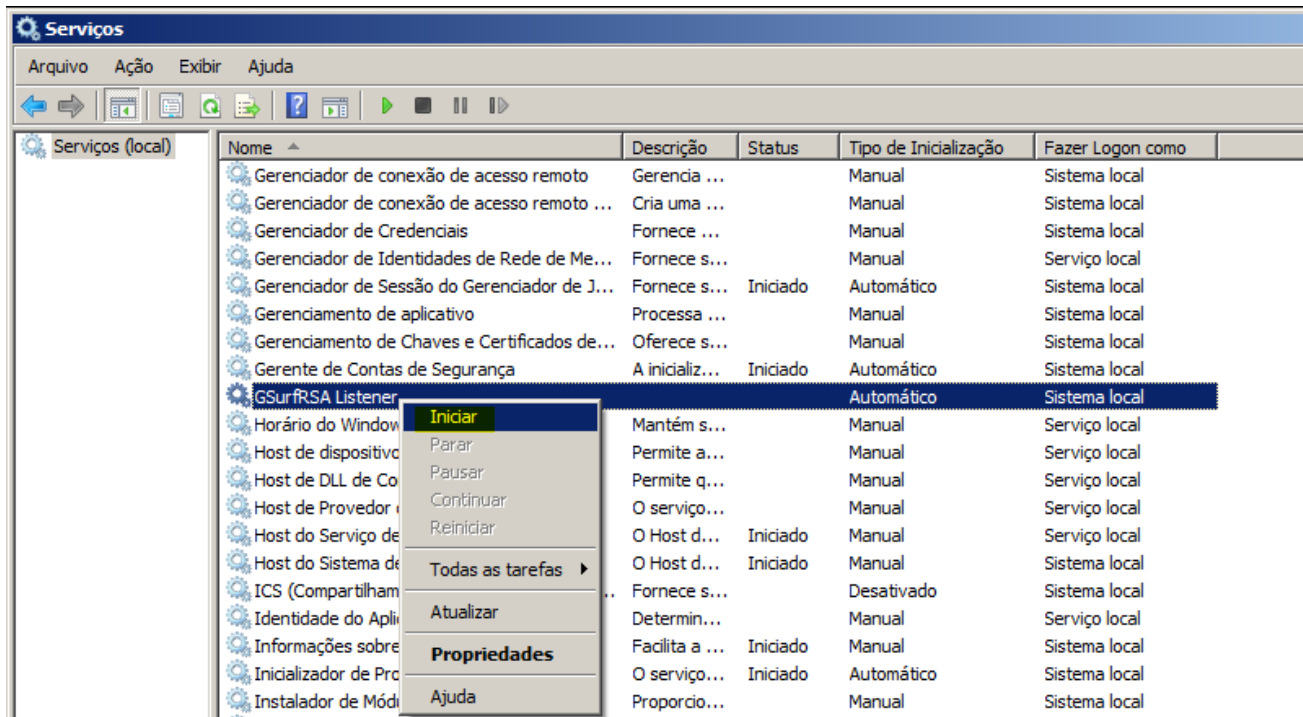 Serviços
Arquivo Ação Exibir Ajuda
Serviços (local)
Nome Descrição Status Tipo de Inicialização Fazer Logon como
Gerenciador de conexão de acesso remoto Gerencia ... Manual Sistema local
Gerenciador de conexão de acesso remoto ... Cria uma ... Manual Sistema local
Gerenciador de Credenciais Fornece ... Manual Sistema local
Gerenciador de Identidades de Rede de Me... Fornece s... Manual Serviço local
Gerenciador de Sessão do Gerenciador de J... Fornece s... Iniciado Automático Sistema local
Gerenciamento de aplicativo Processa ... Manual Sistema local
Gerenciamento de Chaves e Certificados de... Oferece s... Manual Sistema local
Gerente de Contas de Segurança A inicializ... Iniciado Automático Sistema local
GSurfRSA Listener Automático Sistema local
Horário do Window Mantém s... Manual Serviço local
Host de dispositivo Permite a... Manual Serviço local
Host de DLL de Co Permite q... Manual Serviço local
Host de Provedor O serviço... Manual Serviço local
Host do Serviço de O Host d... Iniciado Manual Serviço local
Host do Sistema de O Host d... Iniciado Manual Sistema local
ICS (Compartilham .. Fornece s... Desativado Sistema local
Identidade do Apli Determin... Manual Serviço local
Informações sobre Facilita a ... Iniciado Manual Sistema local
Inicializador de Pro O serviço... Iniciado Automático Sistema local
Instalador de Módu Proporcio... Manual Sistema local
Iniciar
Parar
Pausar
Continuar
Reiniciar
Todas as tarefas
Atualizar
Propriedades
Ajuda